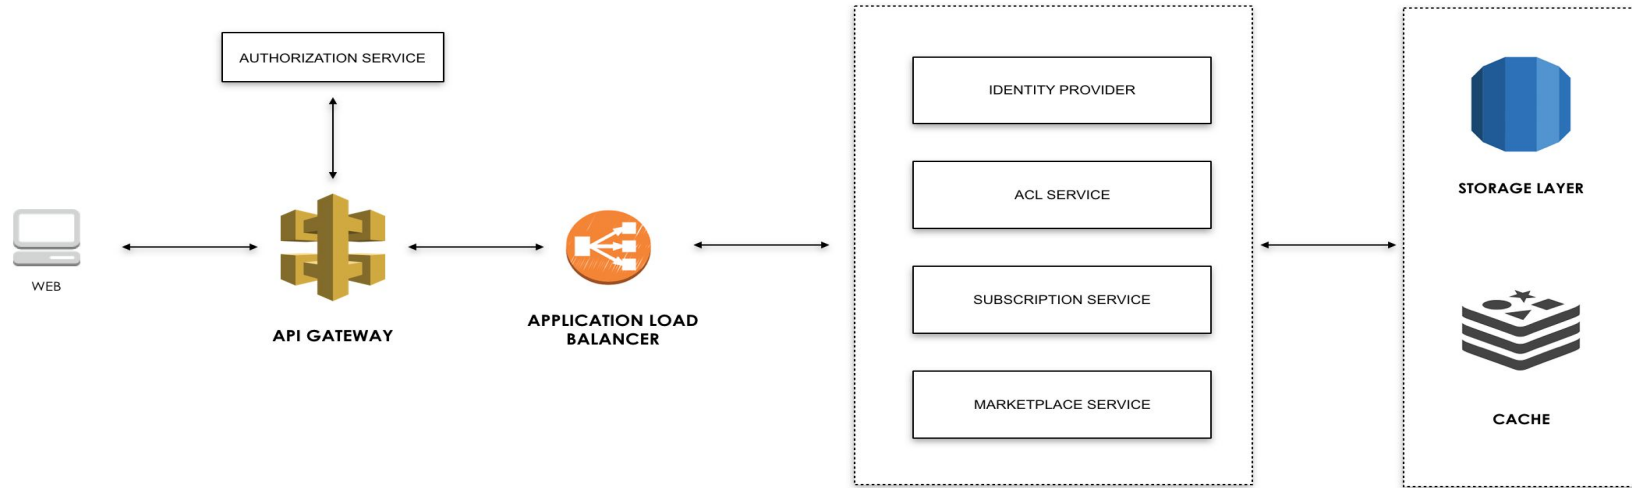 AUTHORIZATION SERVICE
WEB
API GATEWAY
APPLICATION LOAD
BALANCER
IDENTITY PROVIDER
ACL SERVICE
SUBSCRIPTION SERVICE
MARKETPLACE SERVICE
STORAGE LAYER
CACHE